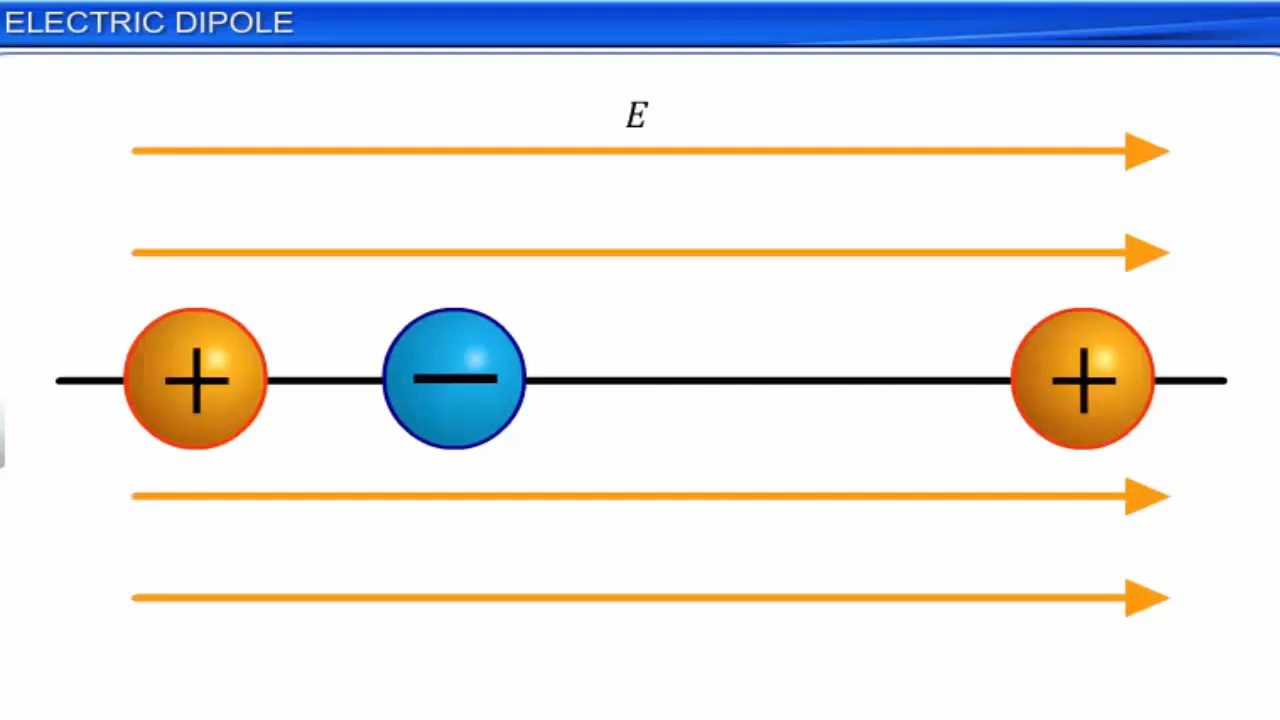 ELECTRIC DIPOLE
E
+ − +